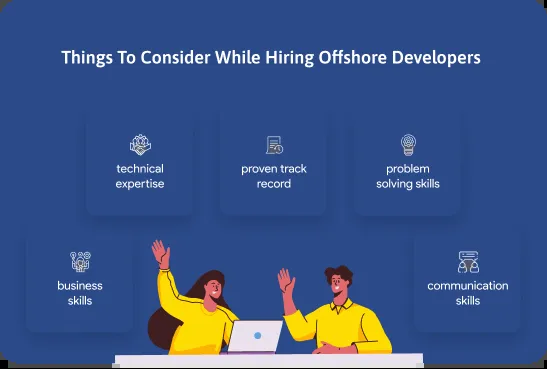 Things To Consider While Hiring Offshore Developers
technical
expertise
proven track
record
problem
solving skills
business
skills
communication
skills